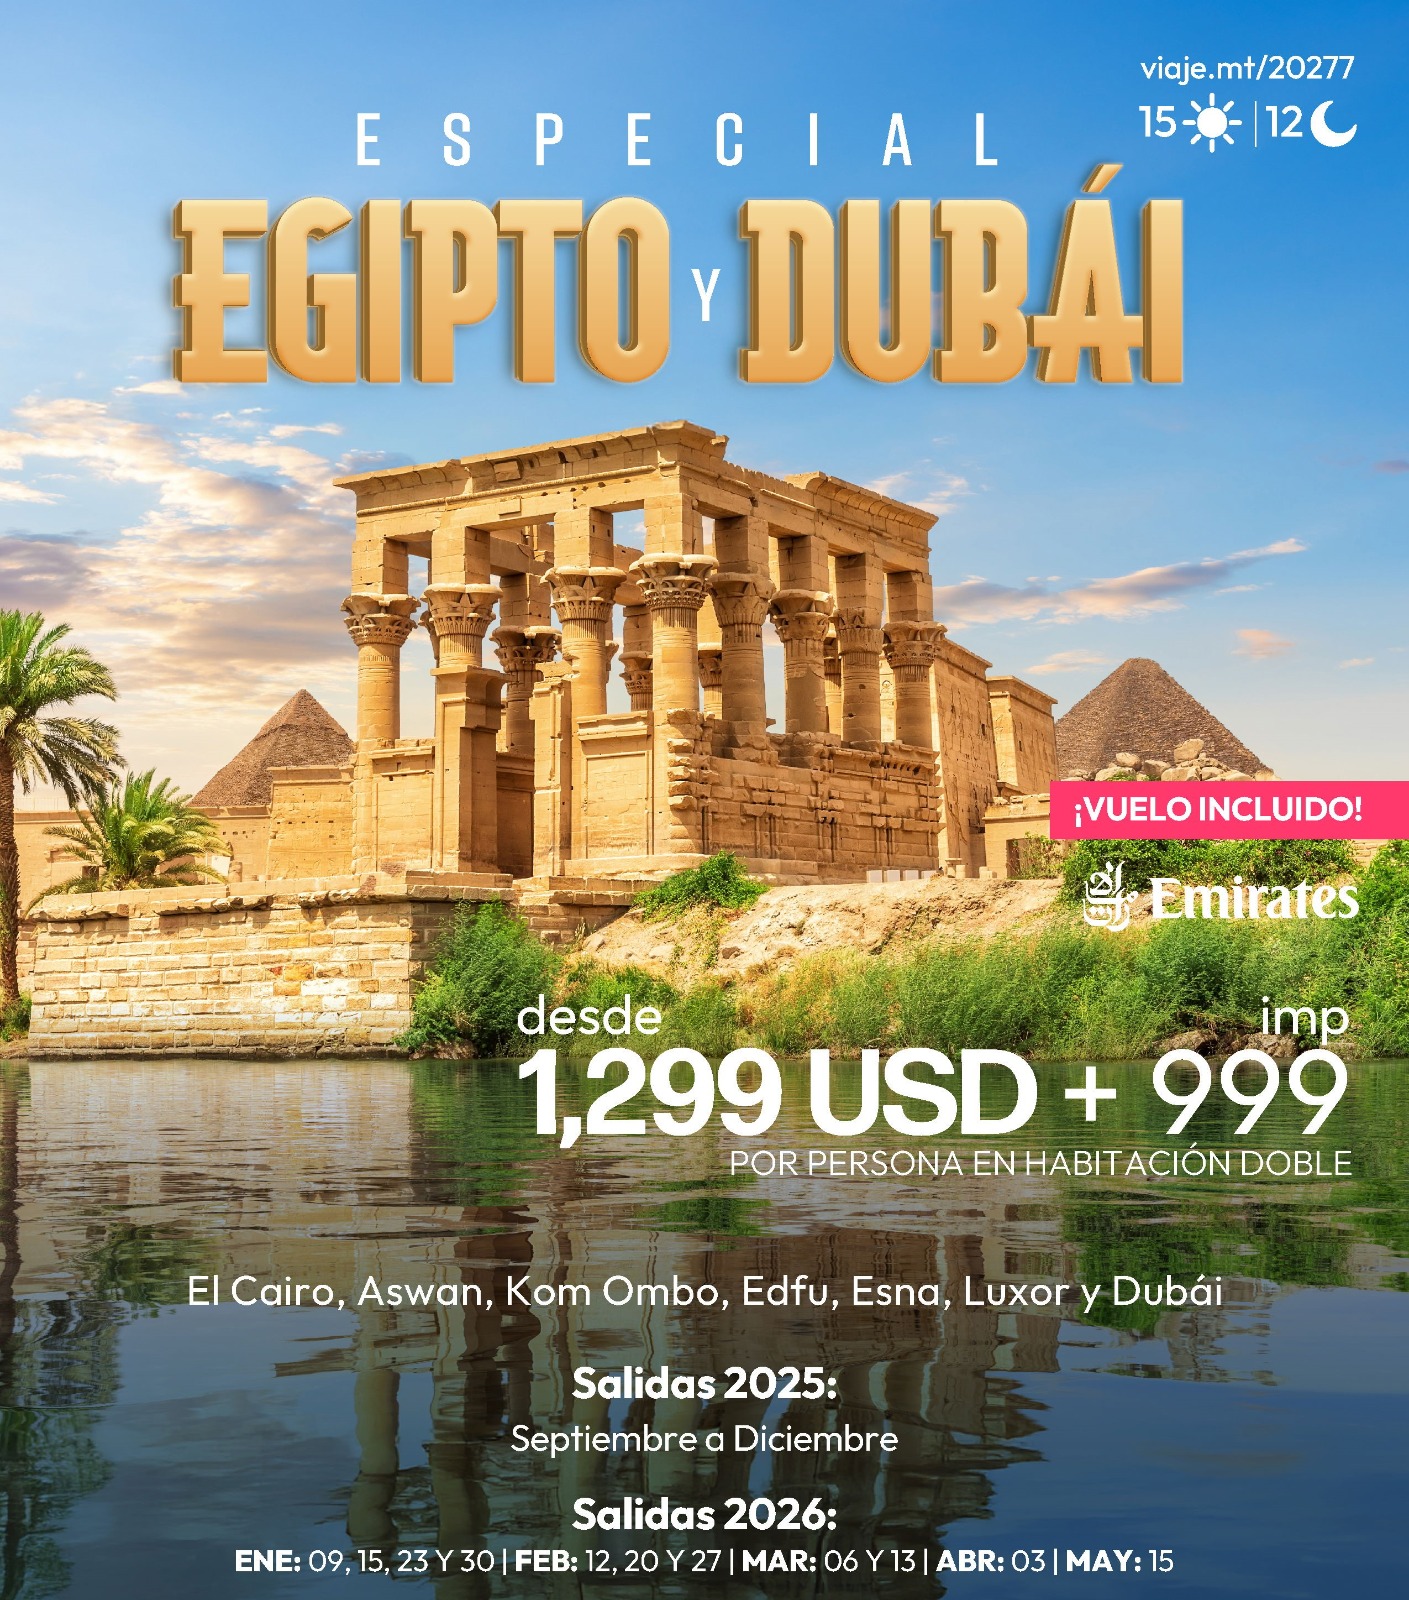 viaje.mt/20277
15 | 12
ESPECIAL
EGIPTO Y DUBÁI
¡VUELO INCLUIDO!
Emirates
desde imp
1,299 USD + 999
POR PERSONA EN HABITACIÓN DOBLE
El Cairo, Aswan, Kom Ombo, Edfu, Esna, Luxor y Dubái
Salidas 2025:
Septiembre a Diciembre
Salidas 2026:
ENE: 09, 15, 23 Y 30 | FEB: 12, 20 Y 27 | MAR: 06 Y 13 | ABR: 03 | MAY: 15